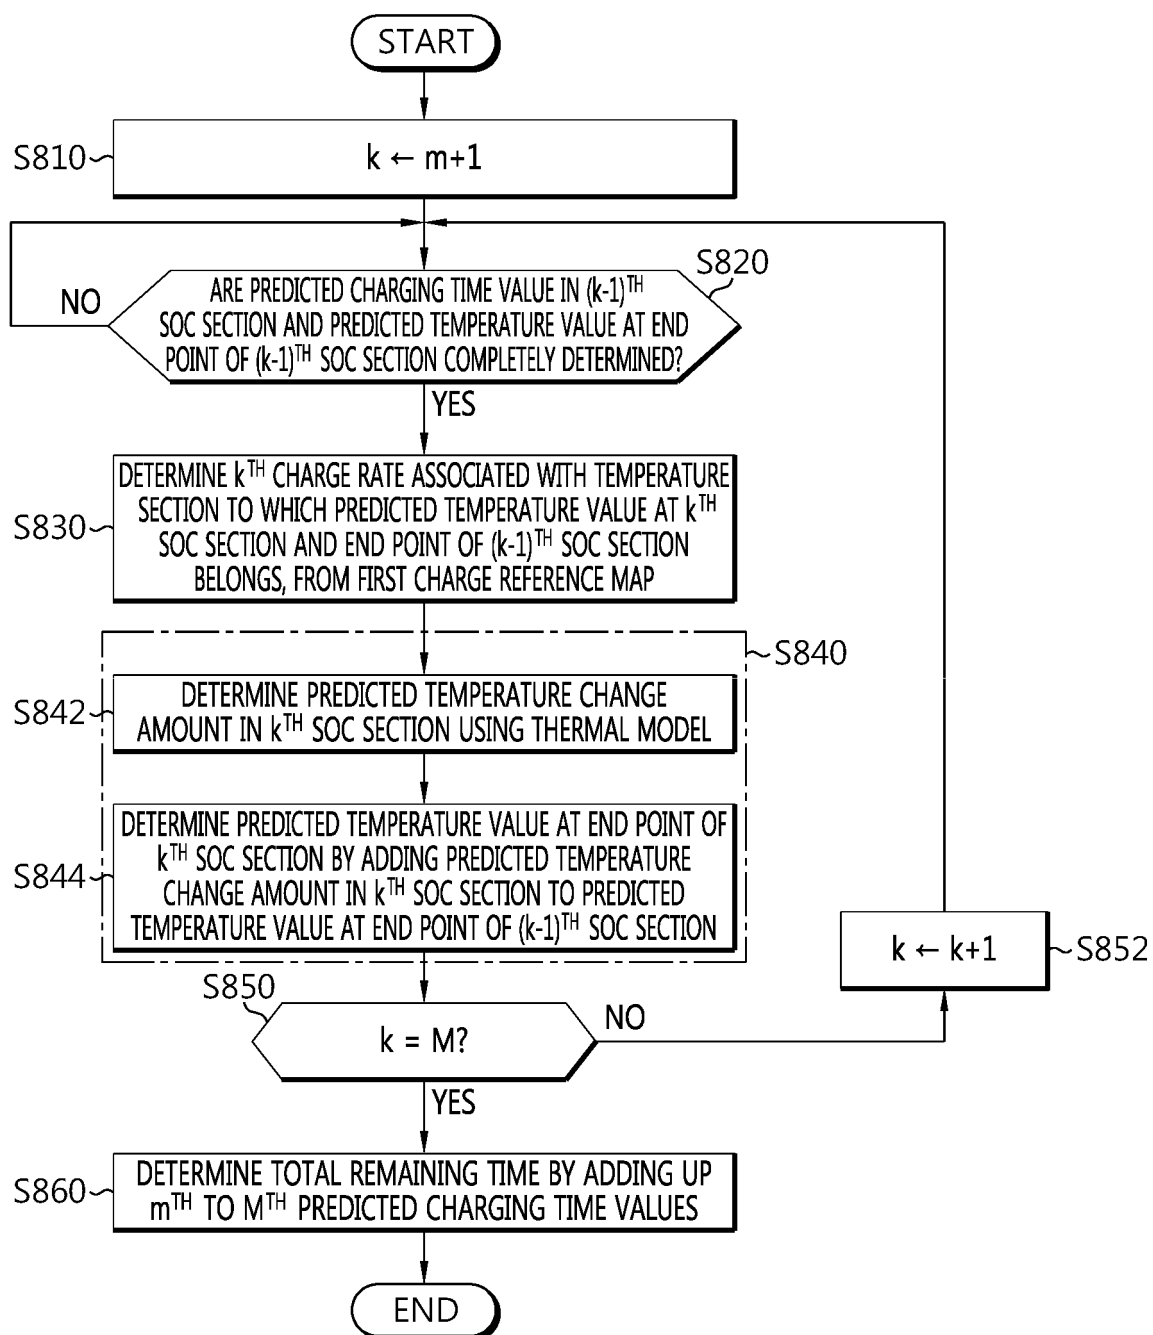 START
S810
k ← m+1
S820
NO
ARE PREDICTED CHARGING TIME VALUE IN (k-1)TH
SOC SECTION AND PREDICTED TEMPERATURE VALUE AT END
POINT OF (k-1)TH SOC SECTION COMPLETELY DETERMINED?
YES
S830
DETERMINE kTH CHARGE RATE ASSOCIATED WITH TEMPERATURE
SECTION TO WHICH PREDICTED TEMPERATURE VALUE AT kTH
SOC SECTION AND END POINT OF (k-1)TH SOC SECTION
BELONGS, FROM FIRST CHARGE REFERENCE MAP
S840
S842
DETERMINE PREDICTED TEMPERATURE CHANGE
AMOUNT IN kTH SOC SECTION USING THERMAL MODEL
S844
DETERMINE PREDICTED TEMPERATURE VALUE AT END POINT OF
kTH SOC SECTION BY ADDING PREDICTED TEMPERATURE
CHANGE AMOUNT IN kTH SOC SECTION TO PREDICTED
TEMPERATURE VALUE AT END POINT OF (k-1)TH SOC SECTION
k ← k+1
S852
S850
k = M?
NO
YES
S860
DETERMINE TOTAL REMAINING TIME BY ADDING UP
mTH TO MTH PREDICTED CHARGING TIME VALUES
END